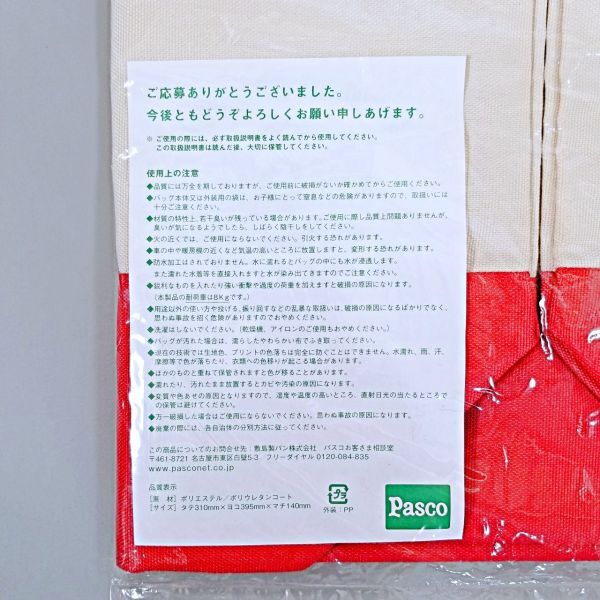 ご応募ありがとうございました。
今後ともどうぞよろしくお願い申しあげます。
※ ご使用の際には、必ず取扱説明書をよく読んでから使用してください。
この取扱説明書は読んだ後、大切に保管してください。
使用上の注意
◆品質には万全を期しておりますが、ご使用前に破損がないか確かめてからご使用ください。
◆バッグ本体又は外装用の袋は、お子様にとって窒息などの危険がありますので、取扱いには
十分ご注意ください。
◆材質の特性上、若干臭いが残っている場合があります。ご使用に際し品質上問題ありませんが、
臭いが気になるようでしたら、しばらく陰干しをしてください。
◆火の近くでは、ご使用にならないでください。引火する恐れがあります。
◆車の中や暖房機の近くなど気温の高いところに放置しますと、変形する恐れがあります。
◆防水加工はされておりません。水に濡れるとバッグの中にも水が浸透します。
また濡れた水着等を直接入れますと水が染み出てきますのでご注意ください。
◆鋭利なものを入れたり強い衝撃や過度の荷重を加えますと破損の原因になります。
(本製品の耐荷重は8Kgです。)
◆用途以外の使い方や投げる、振り回すなどの乱暴な取扱いは、破損の原因になるばかりでなく、
思わぬ事故を招く危険がありますのでおやめください。
◆洗濯はしないでください。(乾燥機、アイロンのご使用もおやめください。)
◆バッグが汚れた場合は、濡らしたやわらかい布でふき取ってください。
◆現在の技術では生地色、プリントの色落ちは完全に防ぐことはできません。水濡れ、雨、汗、
摩擦等で色が落ちたり、衣類への色移りが起こる場合があります。
◆ほかのものと重ねて保管されますと色が移ることがあります。
◆濡れたり、汚れたまま放置するとカビや汚染の原因になります。
◆変質や色あせの原因となりますので、湿度や温度の高いところ、直射日光の当たるところで
の保管は避けてください。
◆万一破損した場合はご使用にならないでください。思わぬ事故の原因になります。
◆廃棄の際には、各自治体の分別方法に従ってください。
この商品についてのお問合せ先：敷島製パン株式会社 パスコお客さま相談室
〒461-8721 名古屋市東区白壁5-3 フリーダイヤル0120-084-835
www.pasconet.co.jp
品質表示
[素 材] ポリエステル／ポリウレタンコート
[サイズ] タテ310mm×ヨコ395mm×マチ140mm
プラ
外装：PP
Pasco